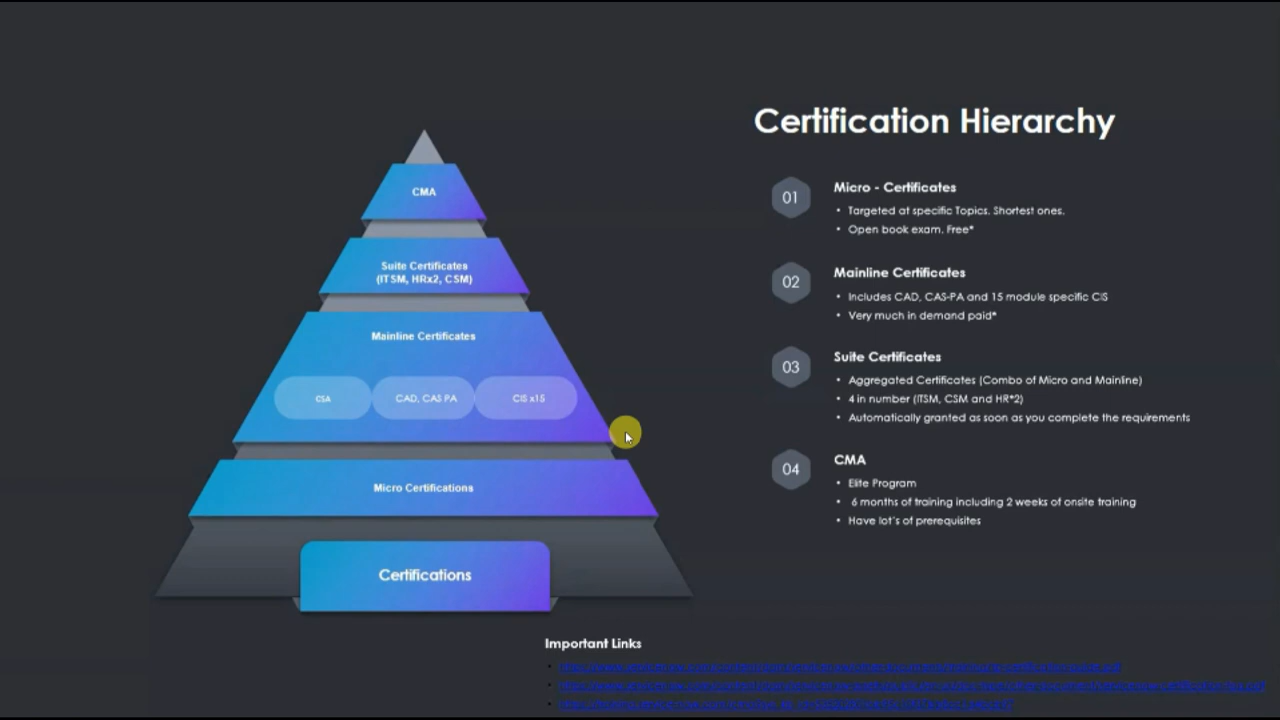 Certification Hierarchy
CMA
Suite Certificates
(ITSM, HRx2, CSM)
Mainline Certificates
CSA
CAD, CAS PA
CIS x15
Micro Certifications
Certifications
01
Micro - Certificates
• Targeted at specific Topics. Shortest ones.
• Open book exam. Free*
02
Mainline Certificates
• Includes CAD, CAS-PA and 15 module specific CIS
• Very much in demand paid*
03
Suite Certificates
• Aggregated Certificates (Combo of Micro and Mainline)
• 4 in number (ITSM, CSM and HR*2)
• Automatically granted as soon as you complete the requirements
04
CMA
• Elite Program
• 6 months of training including 2 weeks of onsite training
• Have lot's of prerequisites
Important Links